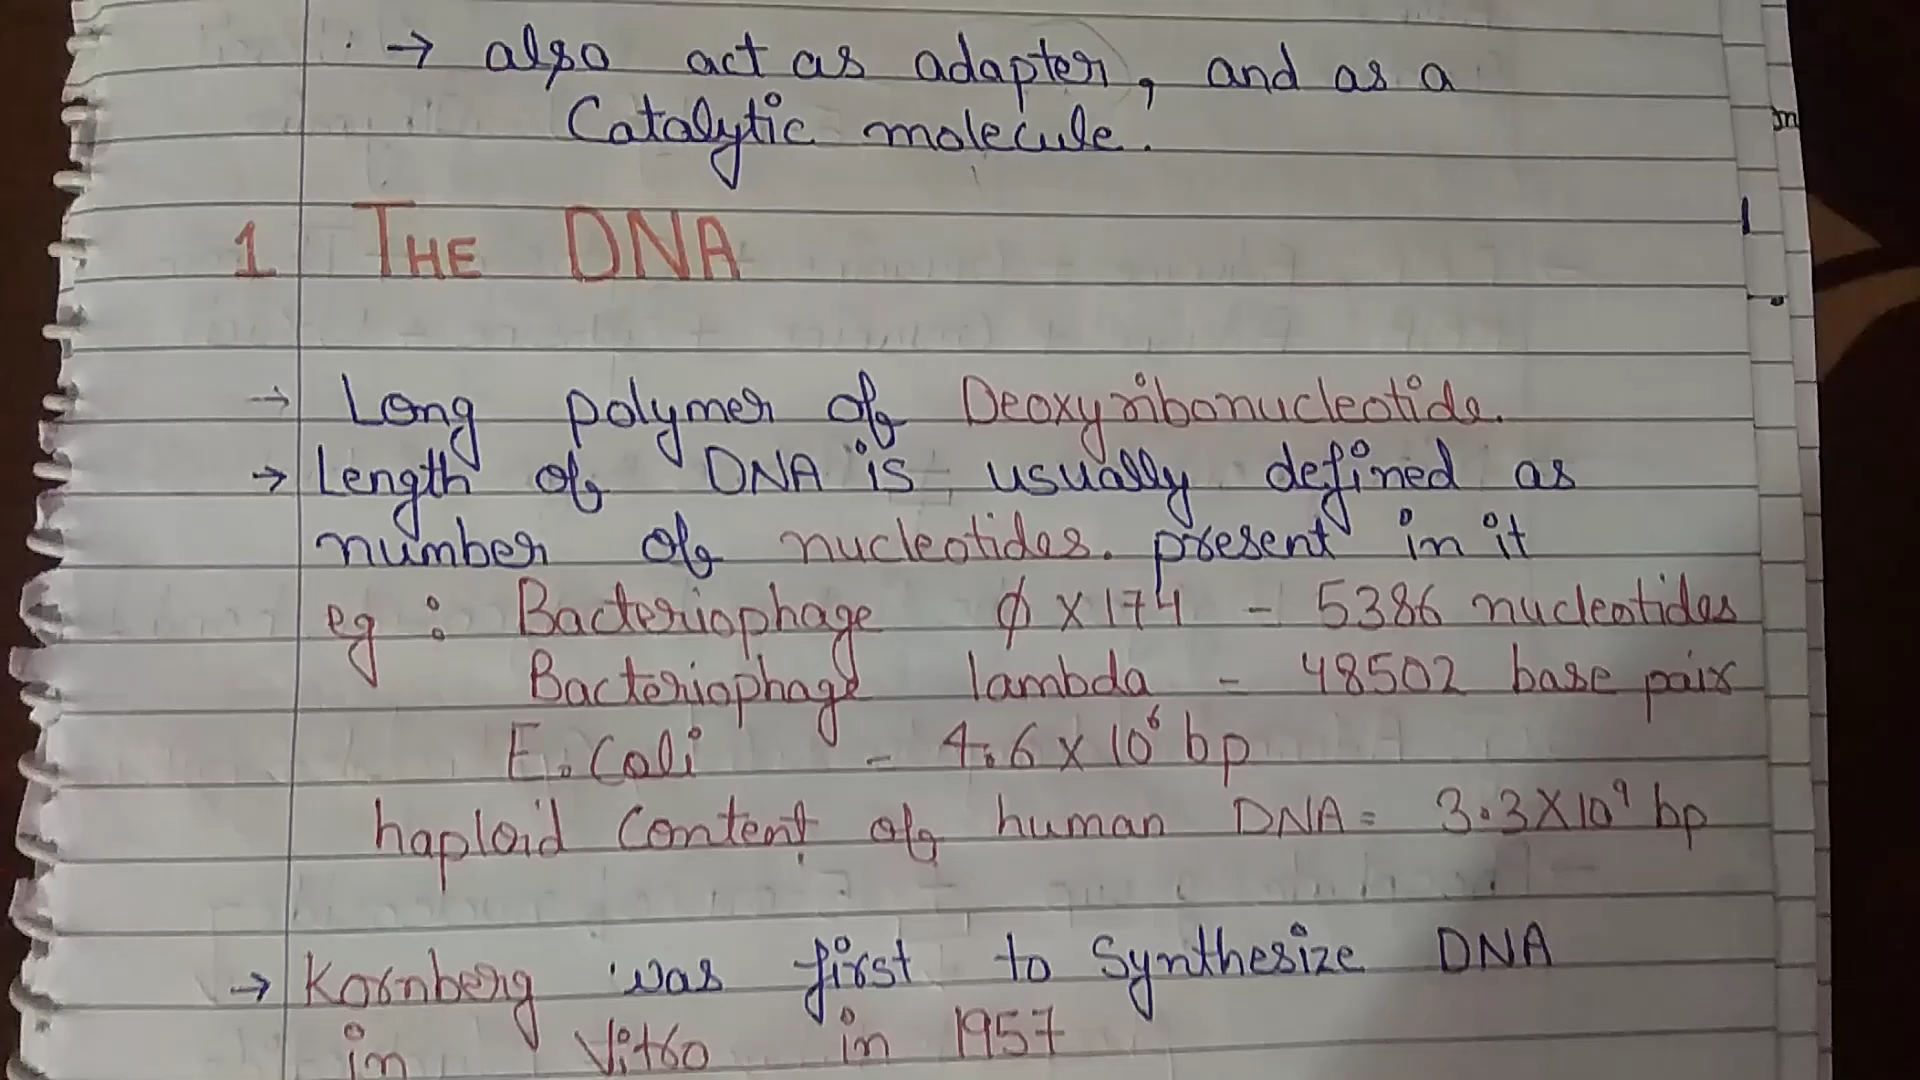 → also act as adapter, and as a
Catalytic molecule.
1 THE DNA
→ Long polymer of Deoxyribonucleotide.
→ Length of DNA is usually defined as
number of nucleotides. present in it
eg : Bacteriophage ϕ x 174 - 5386 nucleotides
Bacteriophage lambda - 48502 base pair
E. Coli - 4.6 x 10⁶ bp
haploid Content of human DNA = 3.3 X 10⁹ bp
→ Kornberg was first to Synthesize DNA
in Vitro in 1957